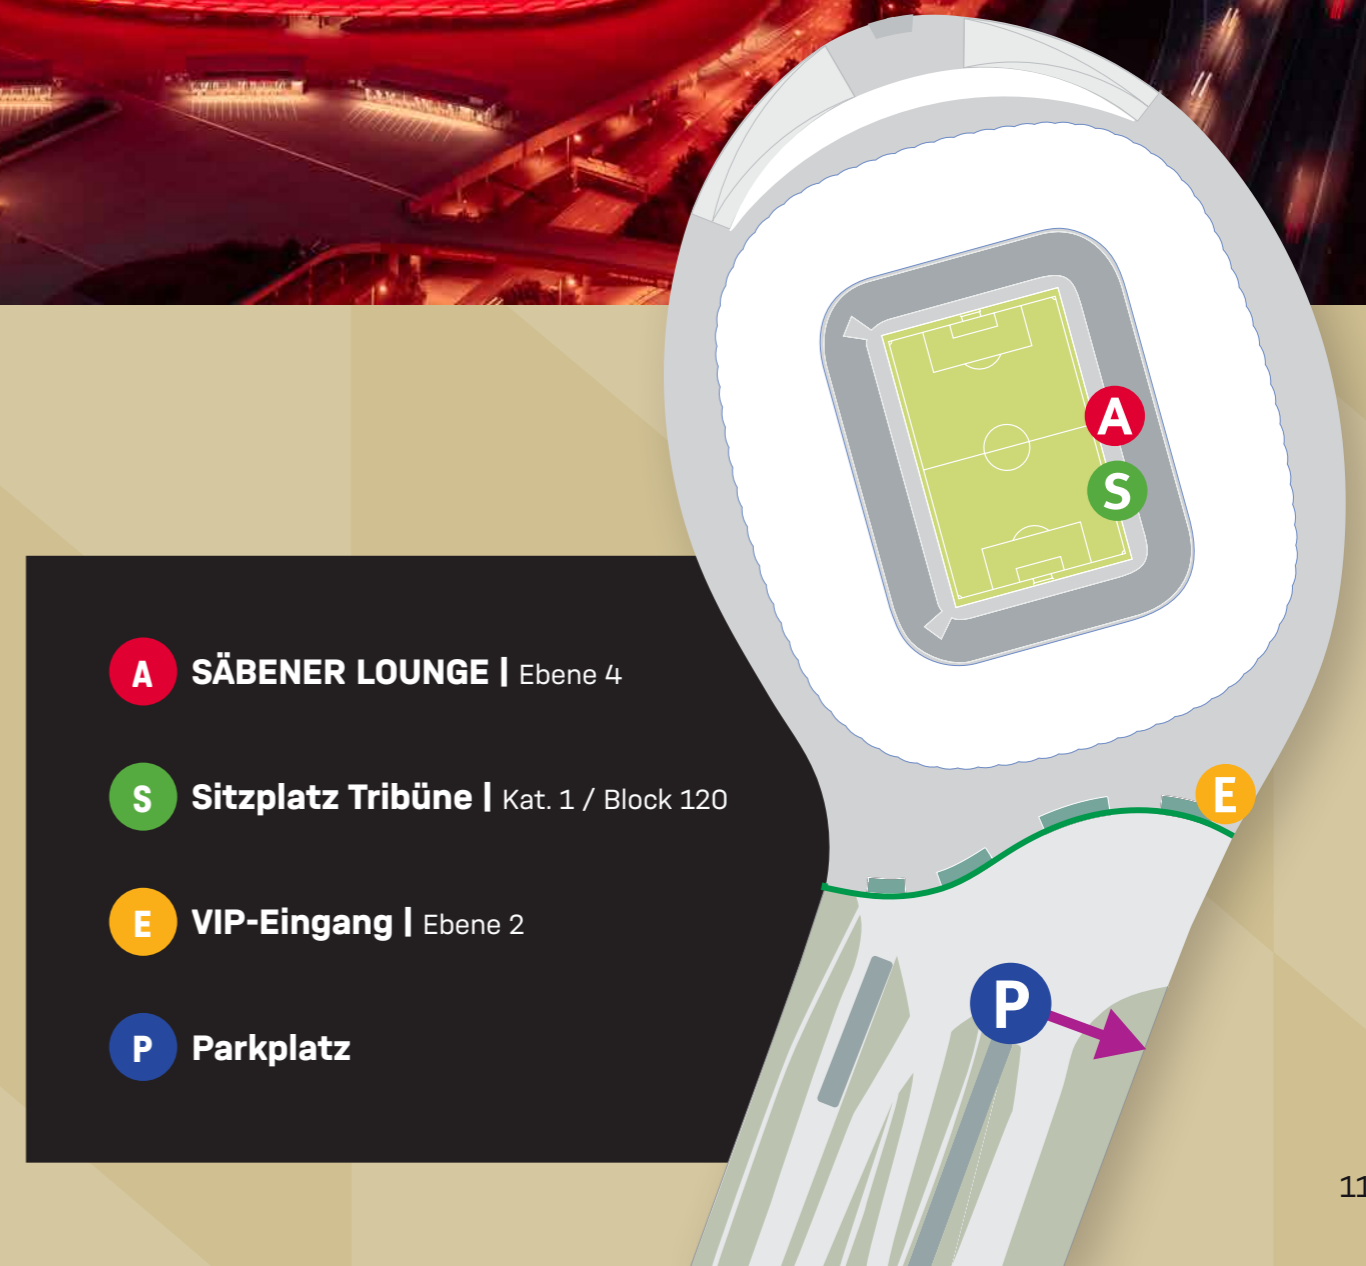 A
S
A SÄBENER LOUNGE | Ebene 4
S Sitzplatz Tribüne | Kat. 1 / Block 120
E
E VIP-Eingang | Ebene 2
P
P Parkplatz
11